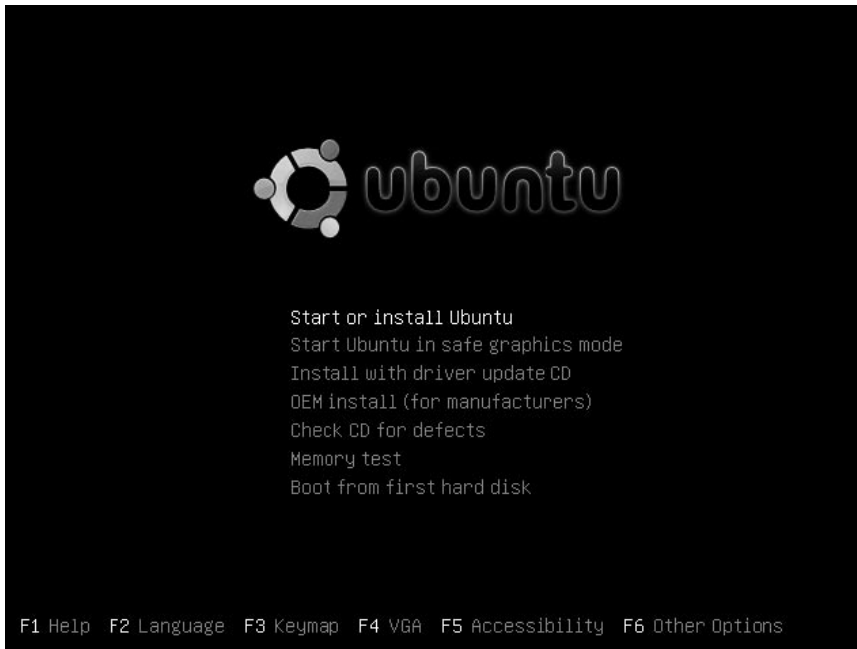 ubuntu
Start or install Ubuntu
Start Ubuntu in safe graphics mode
Install with driver update CD
OEM install (for manufacturers)
Check CD for defects
Memory test
Boot from first hard disk
F1 Help F2 Language F3 Keymap F4 VGA F5 Accessibility F6 Other Options